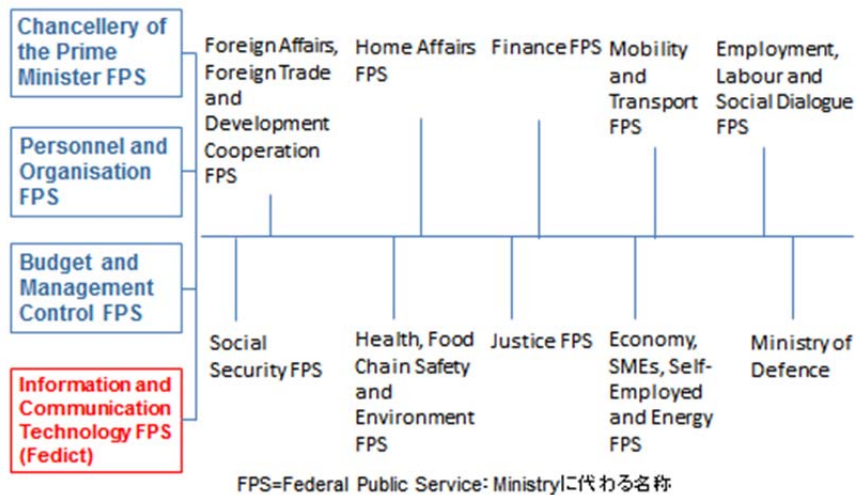 Chancellery of
the Prime
Minister FPS
Personnel and
Organisation
FPS
Budget and
Management
Control FPS
Information and
Communication
Technology FPS
(Fedict)
Foreign Affairs,
Foreign Trade
and
Development
Cooperation
FPS
Home Affairs
FPS
Finance FPS
Mobility
and
Transport
FPS
Employment,
Labour and
Social Dialogue
FPS
Social
Security FPS
Health, Food
Chain Safety
and
Environment
FPS
Justice FPS
Economy,
SMEs, Self-
Employed
and Energy
FPS
Ministry of
Defence
FPS=Federal Public Service: Ministryに代わる名称